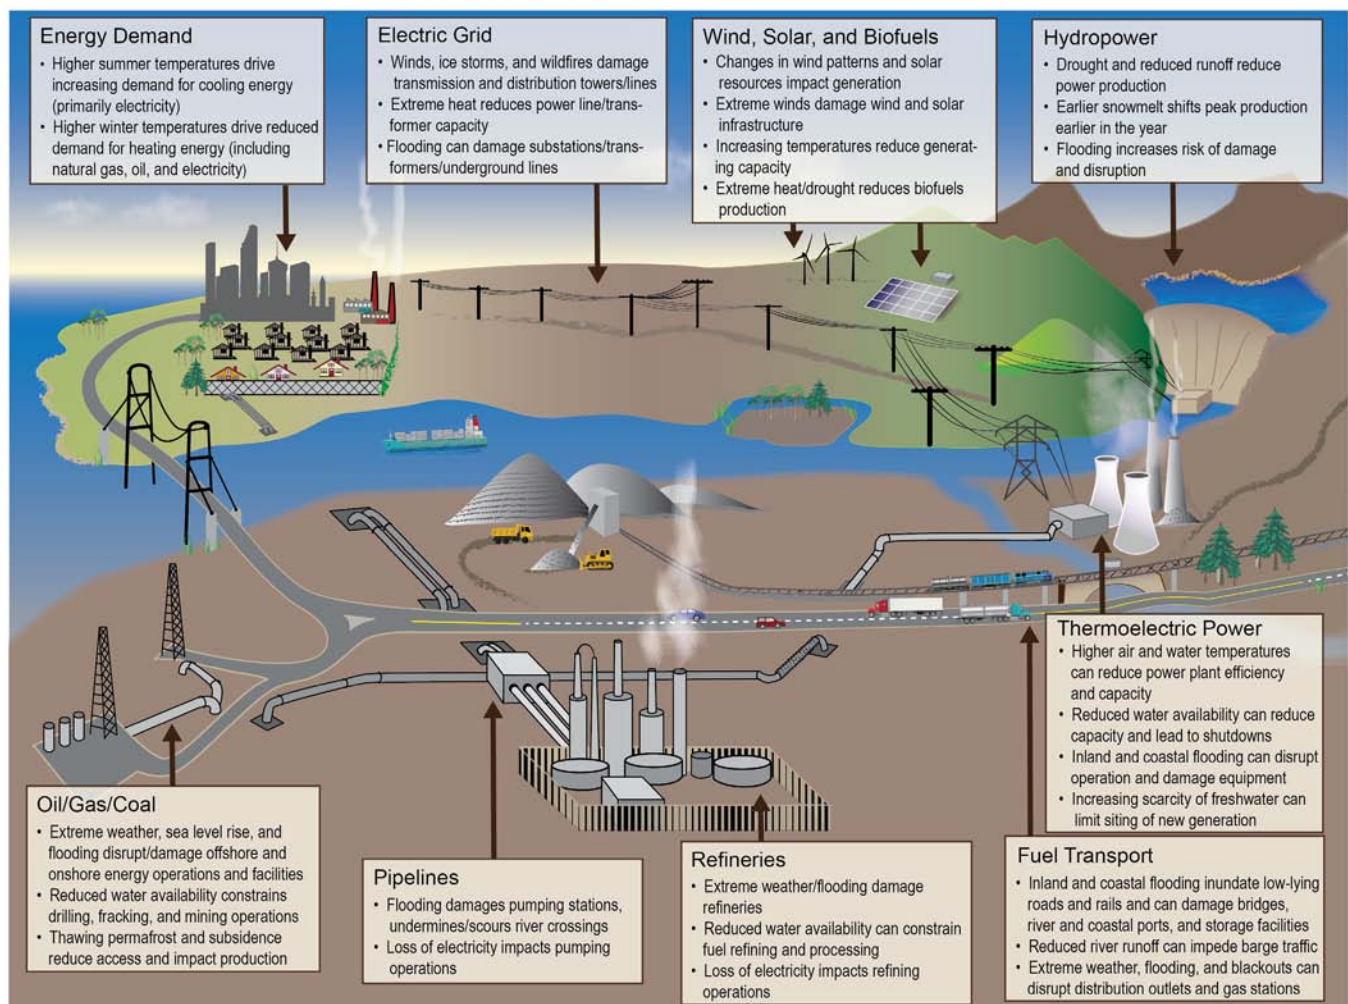 Energy Demand
• Higher summer temperatures drive
increasing demand for cooling energy
(primarily electricity)
• Higher winter temperatures drive reduced
demand for heating energy (including
natural gas, oil, and electricity)
Electric Grid
• Winds, ice storms, and wildfires damage
transmission and distribution towers/lines
• Extreme heat reduces power line/trans-
former capacity
• Flooding can damage substations/trans-
formers/underground lines
Wind, Solar, and Biofuels
• Changes in wind patterns and solar
resources impact generation
• Extreme winds damage wind and solar
infrastructure
• Increasing temperatures reduce generat-
ing capacity
• Extreme heat/drought reduces biofuels
production
Hydropower
• Drought and reduced runoff reduce
power production
• Earlier snowmelt shifts peak production
earlier in the year
• Flooding increases risk of damage
and disruption
Thermoelectric Power
• Higher air and water temperatures
can reduce power plant efficiency
and capacity
• Reduced water availability can reduce
capacity and lead to shutdowns
• Inland and coastal flooding can disrupt
operation and damage equipment
• Increasing scarcity of freshwater can
limit siting of new generation
Oil/Gas/Coal
• Extreme weather, sea level rise, and
flooding disrupt/damage offshore and
onshore energy operations and facilities
• Reduced water availability constrains
drilling, fracking, and mining operations
• Thawing permafrost and subsidence
reduce access and impact production
Pipelines
• Flooding damages pumping stations,
undermines/scours river crossings
• Loss of electricity impacts pumping
operations
Refineries
• Extreme weather/flooding damage
refineries
• Reduced water availability can constrain
fuel refining and processing
• Loss of electricity impacts refining
operations
Fuel Transport
• Inland and coastal flooding inundate low-lying
roads and rails and can damage bridges,
river and coastal ports, and storage facilities
• Reduced river runoff can impede barge traffic
• Extreme weather, flooding, and blackouts can
disrupt distribution outlets and gas stations